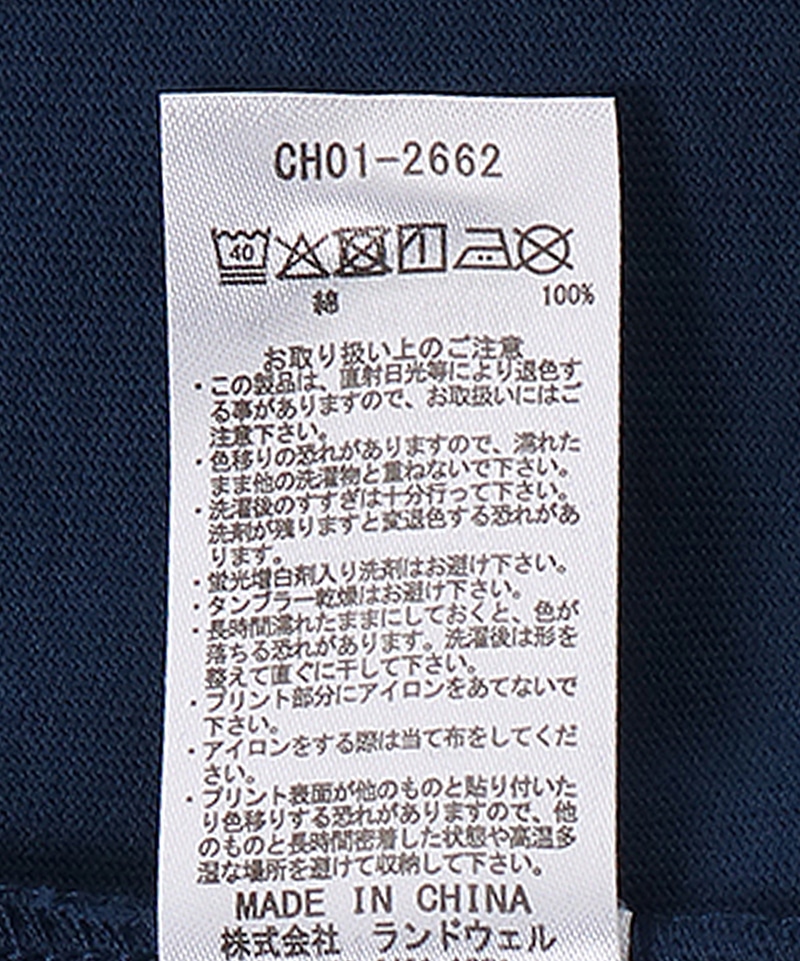 CH01-2662
40
綿 100%
お取り扱い上のご注意
・この製品は、直射日光等により退色す
る事がありますので、お取扱いにはご
注意下さい。
・色移りの恐れがありますので、濡れた
まま他の洗濯物と重ねないで下さい。
・洗濯後のすすぎは十分行って下さい。
洗剤が残りますと変退色する恐れがあ
ります。
・蛍光増白剤入り洗剤はお避け下さい。
・タンブラー乾燥はお避け下さい。
・長時間濡れたままにしておくと、色が
落ちる恐れがあります。洗濯後は形を
整えて直ぐに干して下さい。
・プリント部分にアイロンをあてないで
下さい。
・アイロンをする際は当て布をしてくだ
さい。
・プリント表面が他のものと貼り付いた
り色移りする恐れがありますので、他
のものと長時間密着した状態や高温多
湿な場所を避けて収納して下さい。
MADE IN CHINA
株式会社 ランドウェル